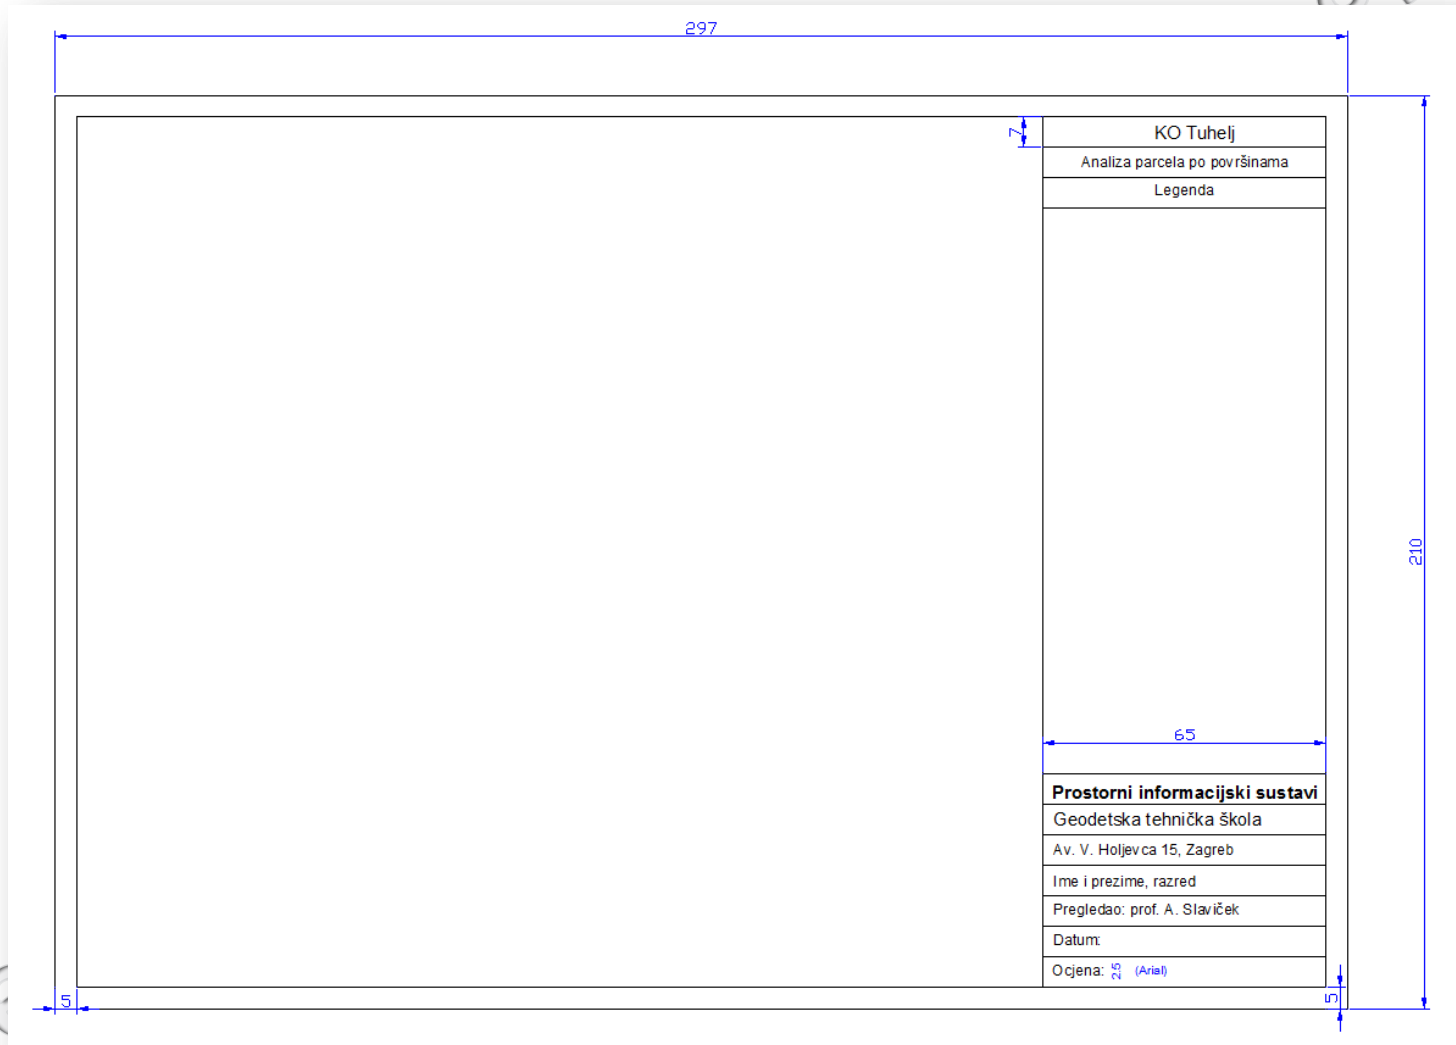 297
7
KO Tuhelj
Analiza parcela po površinama
Legenda
210
65
Prostorni informacijski sustavi
Geodetska tehnička škola
Av. V. Holjevca 15, Zagreb
Ime i prezime, razred
Pregledao: prof. A. Slaviček
Datum:
Ocjena: 2.5 (Arial)
5
5